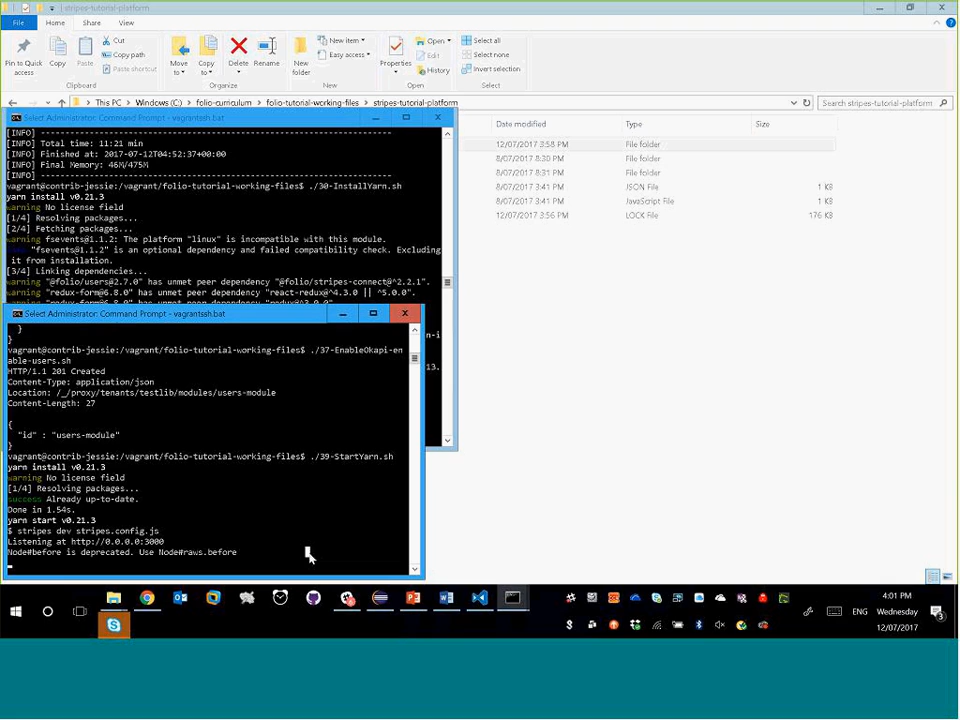 stripes-tutorial-platform
File Home Share View
Pin to Quick access
Copy
Paste
Cut
Copy path
Paste shortcut
Clipboard
Move to
Copy to
Delete
Rename
Organize
New folder
New item
Easy access
New
Properties
Open
Edit
History
Open
Select all
Select none
Invert selection
Select
This PC > Windows (C:) > folio-curriculum > folio-tutorial-working-files > stripes-tutorial-platform
Search stripes-tutorial-platform
Date modified Type Size
12/07/2017 3:58 PM File folder
8/07/2017 8:30 PM File folder
8/07/2017 8:31 PM File folder
8/07/2017 3:41 PM JSON File 1 KB
8/07/2017 3:41 PM JavaScript File 1 KB
12/07/2017 3:56 PM LOCK File 176 KB
Select Administrator: Command Prompt - vagrantssh.bat
[INFO] ------------------------------------------------------------------------
[INFO] Total time: 11:21 min
[INFO] Finished at: 2017-07-12T04:52:37+00:00
[INFO] Final Memory: 46M/475M
[INFO] ------------------------------------------------------------------------
vagrant@contrib-jessie:/vagrant/folio-tutorial-working-files$ ./30-InstallYarn.sh
yarn install v0.21.3
warning No license field
[1/4] Resolving packages...
[2/4] Fetching packages...
warning fsevents@1.1.2: The platform "linux" is incompatible with this module.
"fsevents@1.1.2" is an optional dependency and failed compatibility check. Excluding
it from installation.
[3/4] Linking dependencies...
warning "@folio/users@2.7.0" has unmet peer dependency "@folio/stripes-connect@^2.2.1".
warning "redux-form@6.8.0" has unmet peer dependency "react-redux@^4.3.0 || ^5.0.0".
warning "redux-form@6.8.0" has unmet peer dependency "redux@^3.0.0".
Select Administrator: Command Prompt - vagrantssh.bat
}
}
vagrant@contrib-jessie:/vagrant/folio-tutorial-working-files$ ./37-EnableOkapi-en
able-users.sh
HTTP/1.1 201 Created
Content-Type: application/json
Location: /_/proxy/tenants/testlib/modules/users-module
Content-Length: 27
{
"id" : "users-module"
}
vagrant@contrib-jessie:/vagrant/folio-tutorial-working-files$ ./39-StartYarn.sh
yarn install v0.21.3
warning No license field
[1/4] Resolving packages...
success Already up-to-date.
Done in 1.54s.
yarn start v0.21.3
$ stripes dev stripes.config.js
Listening at http://0.0.0.0:3000
Node#before is deprecated. Use Node#raws.before
4:01 PM
ENG Wednesday
12/07/2017